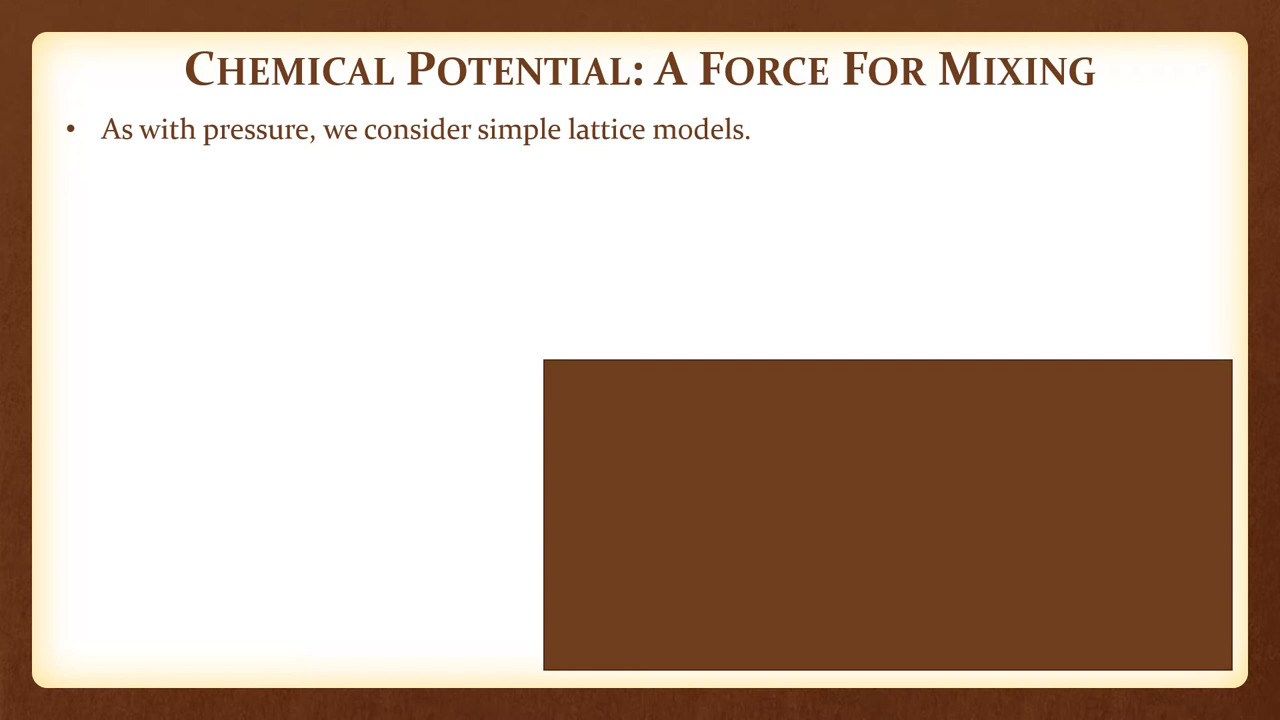 Chemical Potential: A Force For Mixing
• As with pressure, we consider simple lattice models.